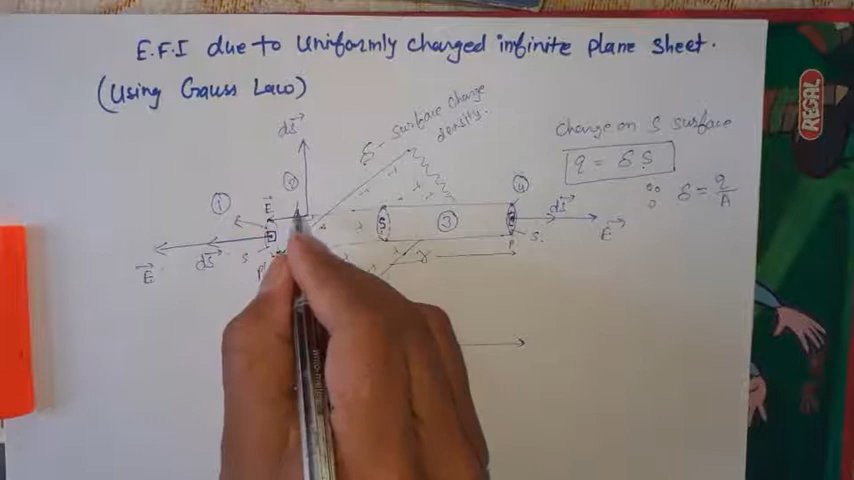 E.F.I due to Uniformly Charged infinite plane sheet.
(Using Gauss Law)
ds
δ - surface charge
density.
Charge on S surface
q = δ S
δ = q/A
REGAL
1
2
3
4
E
E
E
ds
ds
S
S
S
P
P'
r